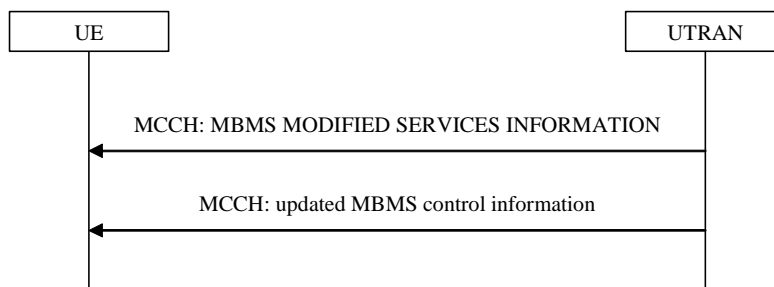 UE
UTRAN
MCCH: MBMS MODIFIED SERVICES INFORMATION
MCCH: updated MBMS control information